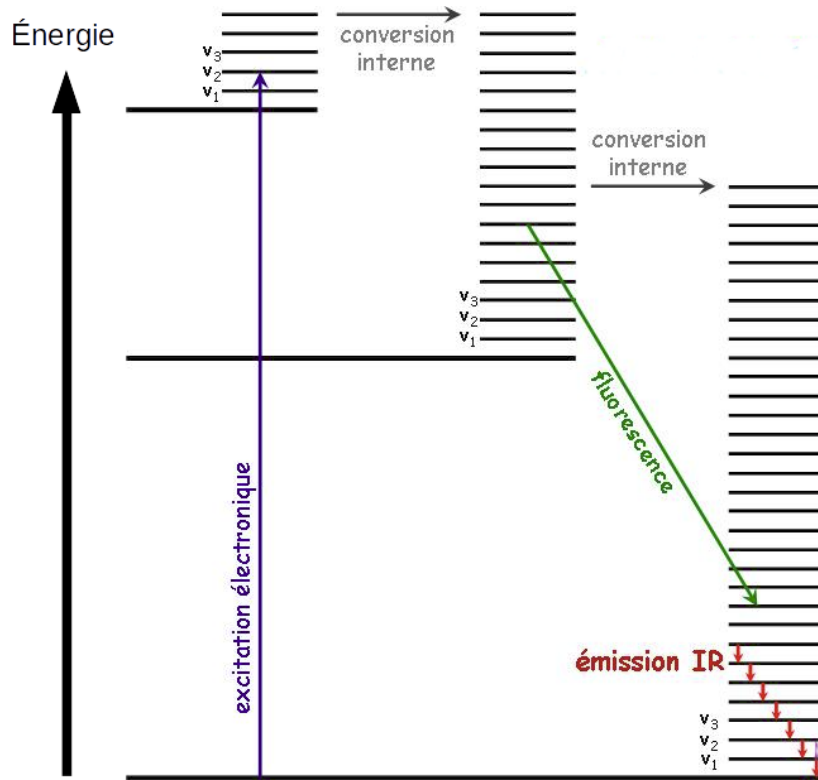 Énergie
conversion
interne
v3
v2
v1
conversion
interne
v3
v2
v1
fluorescence
excitation électronique
émission IR
v3
v2
v1